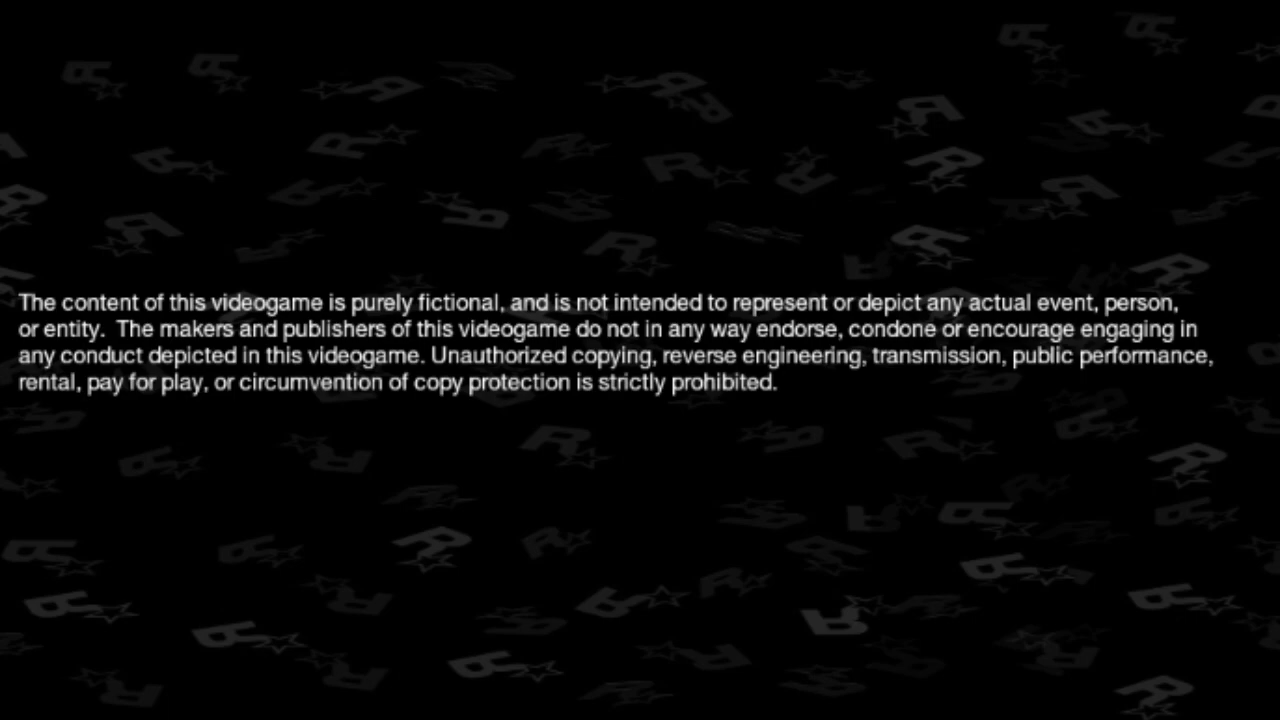 The content of this videogame is purely fictional, and is not intended to represent or depict any actual event, person,
or entity.  The makers and publishers of this videogame do not in any way endorse, condone or encourage engaging in
any conduct depicted in this videogame. Unauthorized copying, reverse engineering, transmission, public performance,
rental, pay for play, or circumvention of copy protection is strictly prohibited.